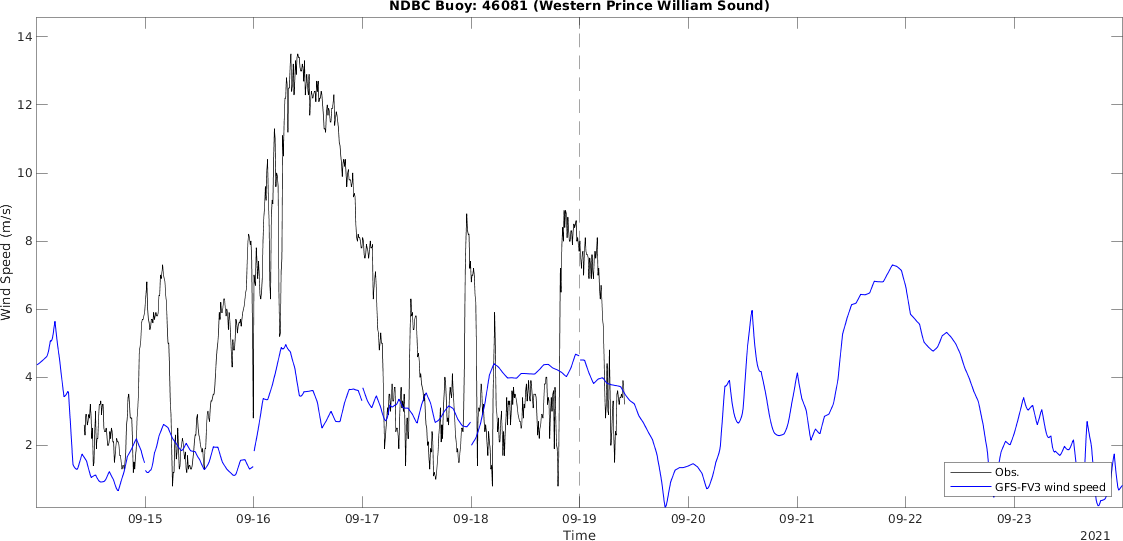 NDBC Buoy: 46081 (Western Prince William Sound)
14
12
10
8
6
4
2
Wind Speed (m/s)
09-15 09-16 09-17 09-18 09-19 09-20 09-21 09-22 09-23
Time
2021
Obs.
GFS-FV3 wind speed